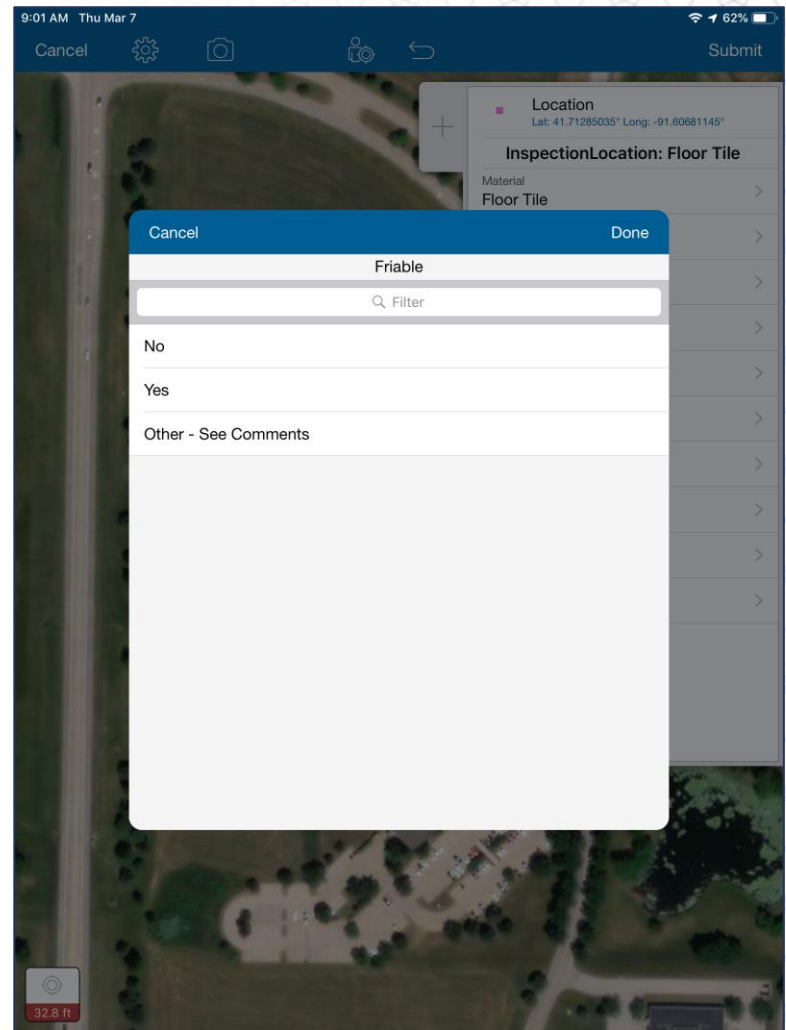 9:01 AM Thu Mar 7
62%
Cancel
Submit
Location
Lat: 41.71285035° Long: -91.60681145°
InspectionLocation: Floor Tile
Material
Floor Tile
Cancel
Done
Friable
Filter
No
Yes
Other - See Comments
32.8 ft